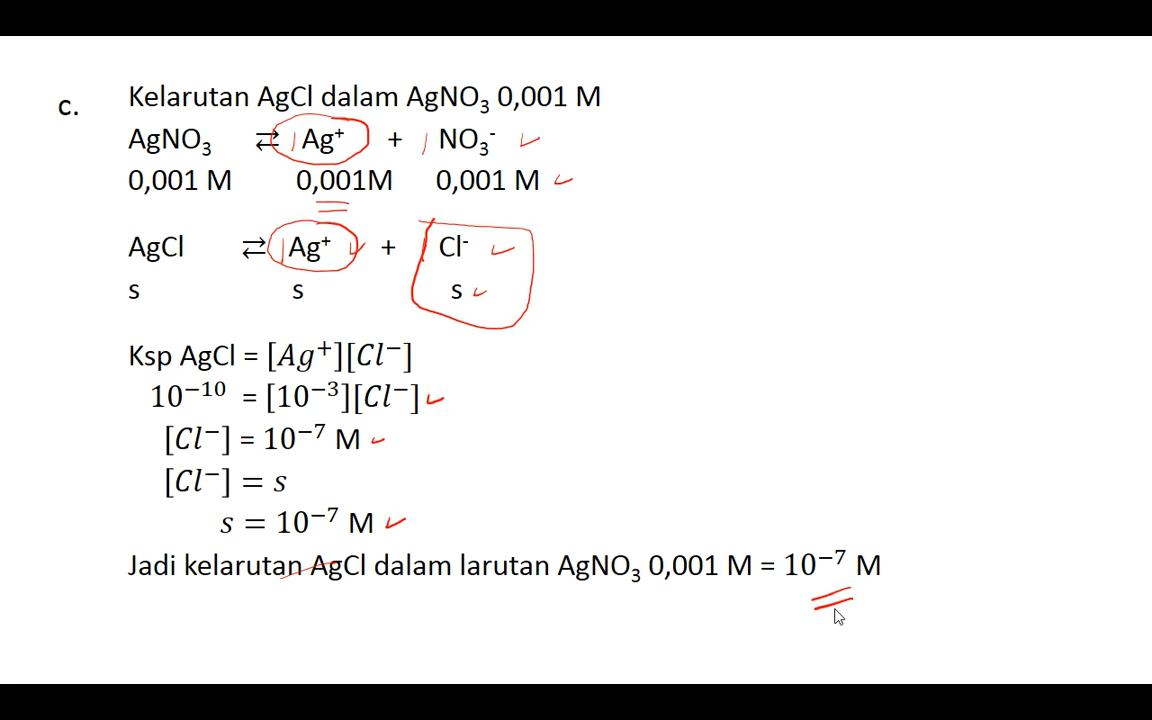 c. Kelarutan AgCl dalam AgNO₃ 0,001 M
AgNO₃ ⇄ Ag⁺ + NO₃⁻
0,001 M 0,001M 0,001 M
AgCl ⇄ Ag⁺ + Cl⁻
s s s
Ksp AgCl = [Ag⁺][Cl⁻]
10⁻¹⁰ = [10⁻³][Cl⁻]
[Cl⁻] = 10⁻⁷ M
[Cl⁻] = s
s = 10⁻⁷ M
Jadi kelarutan AgCl dalam larutan AgNO₃ 0,001 M = 10⁻⁷ M